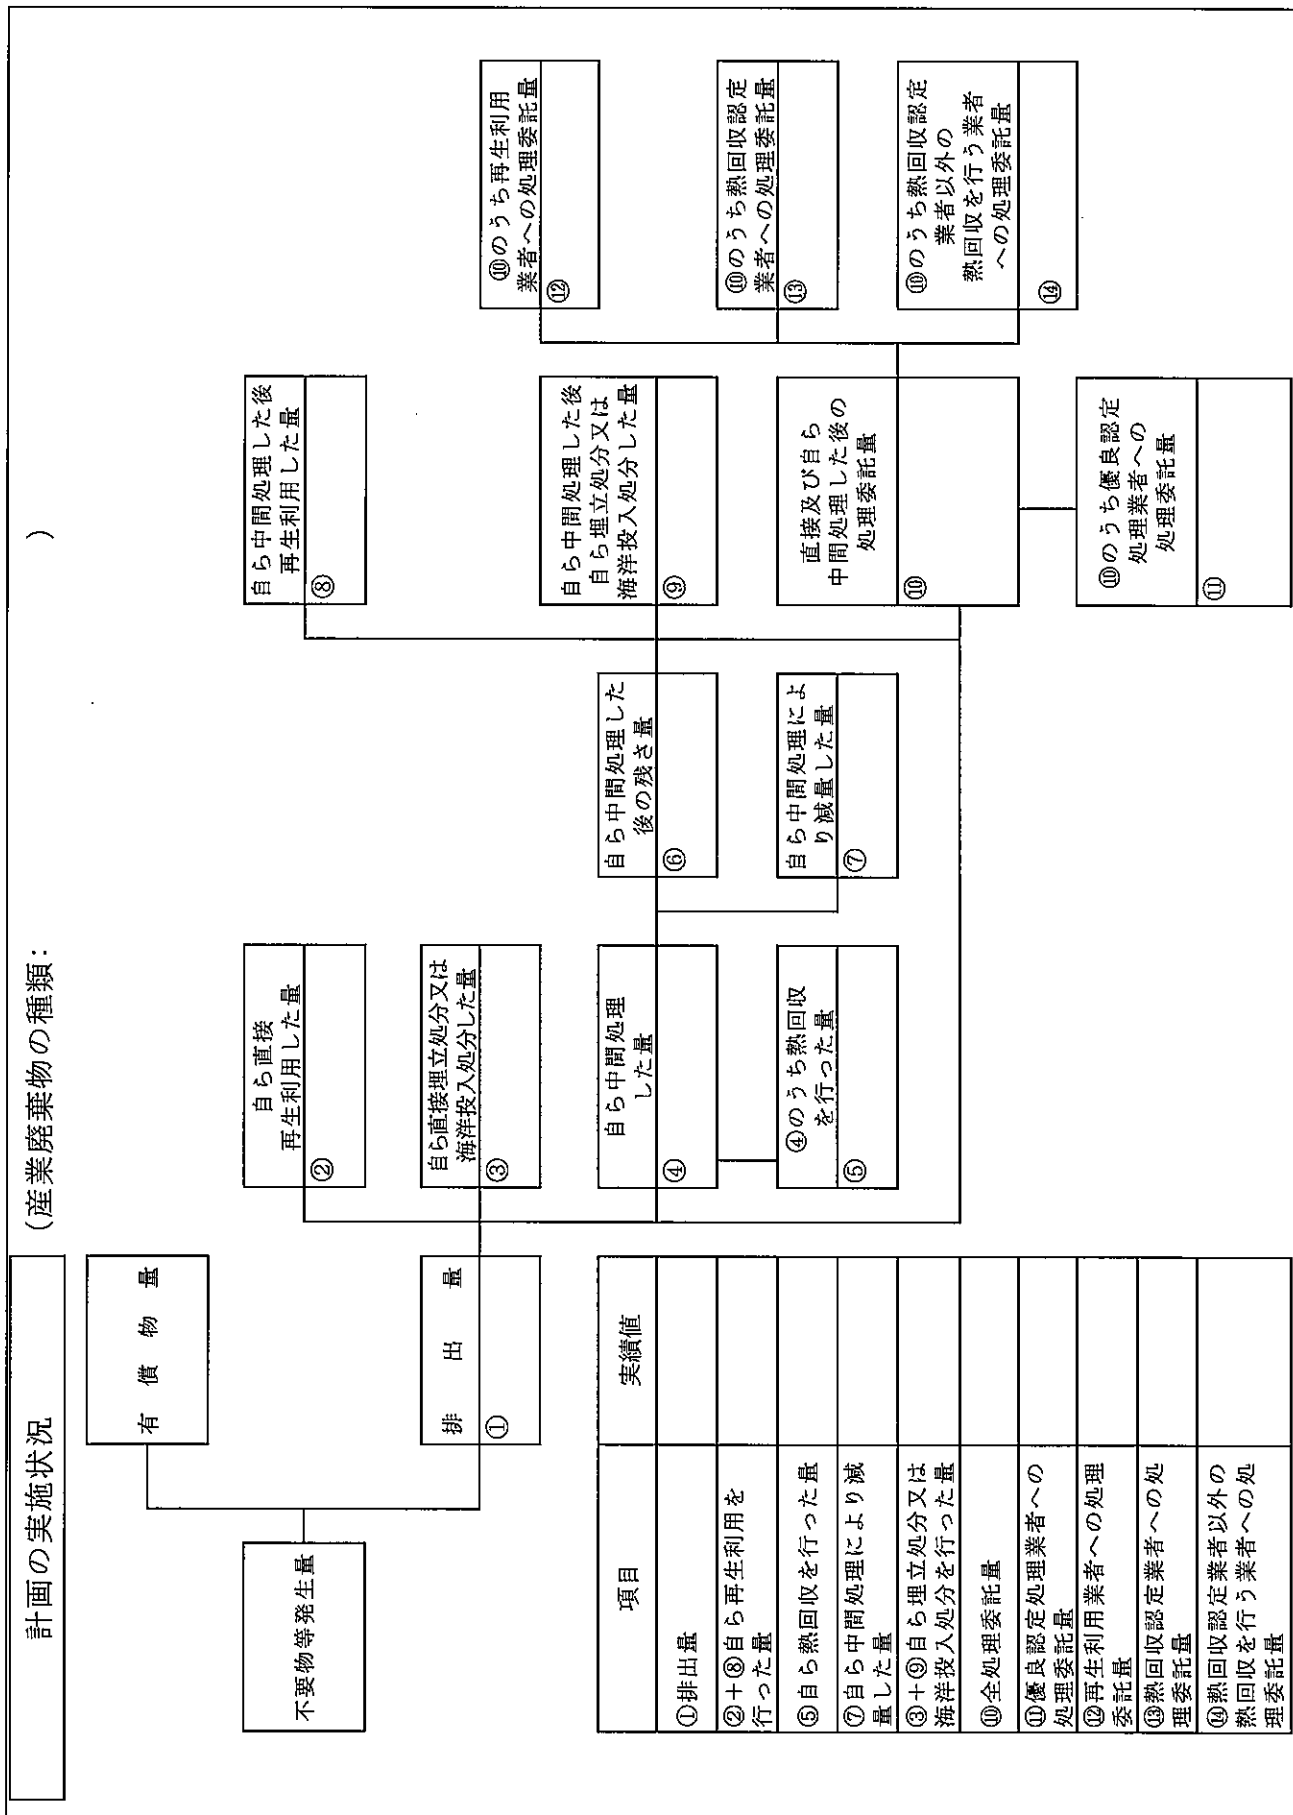 計画の実施状況
(産業廃棄物の種類:　　　　　　　　　　)
不要物等発生量
有償物量
排出量
①
自ら直接
再生利用した量
②
自ら直接埋立処分又は
海洋投入処分した量
③
自ら中間処理
した量
④
④のうち熱回収
を行った量
⑤
自ら中間処理した
後の残さ量
⑥
自ら中間処理によ
り減量した量
⑦
自ら中間処理した後
再生利用した量
⑧
自ら中間処理した後
自ら埋立処分又は
海洋投入処分した量
⑨
直接及び自ら
中間処理した後の
処理委託量
⑩
⑩のうち優良認定
処理業者への
処理委託量
⑪
⑩のうち再生利用
業者への処理委託量
⑫
⑩のうち熱回収認定
業者への処理委託量
⑬
⑩のうち熱回収認定
業者以外の
熱回収を行う業者
への処理委託量
⑭
項目
実績値
①排出量
②+⑧自ら再生利用を
行った量
⑤自ら熱回収を行った量
⑦自ら中間処理により減
量した量
③+⑨自ら埋立処分又は
海洋投入処分を行った量
⑩全処理委託量
⑪優良認定処理業者への
処理委託量
⑫再生利用業者への処理
委託量
⑬熱回収認定業者への処
理委託量
⑭熱回収認定業者以外の
熱回収を行う業者への処
理委託量